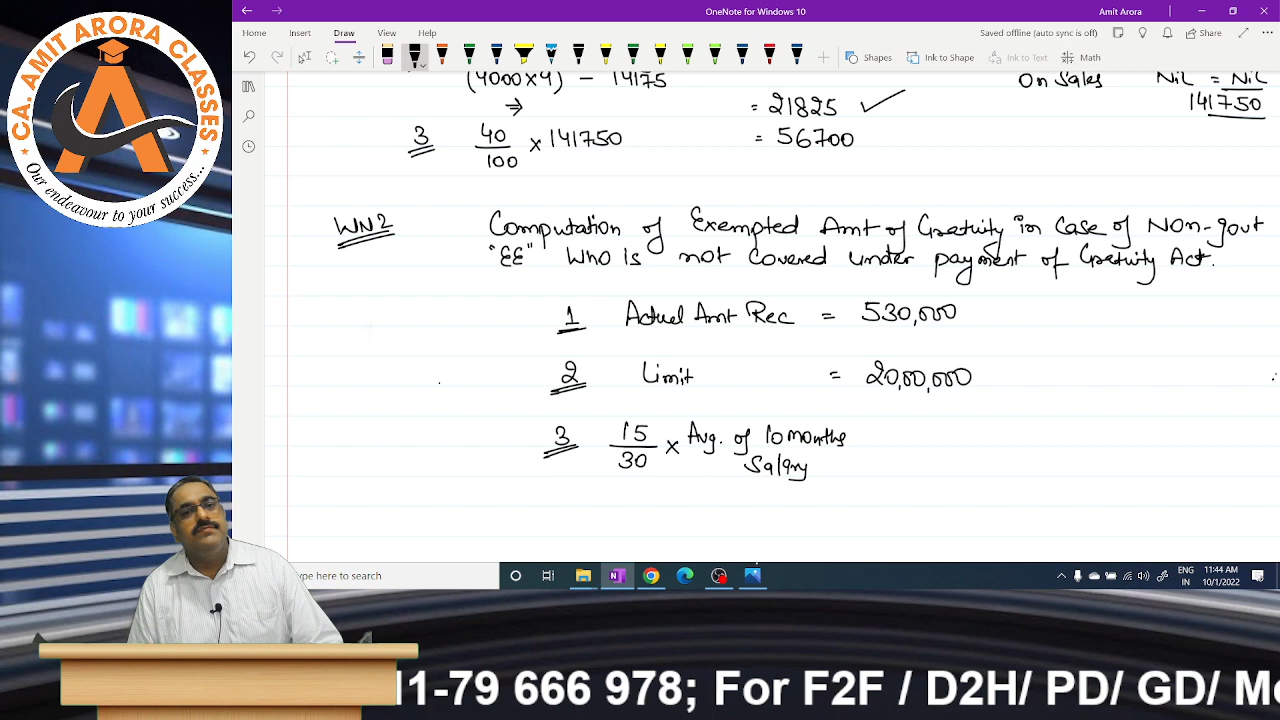 CA. AMIT ARORA CLASSES
A
Our endeavour to your success...
OneNote for Windows 10
Amit Arora
Home Insert Draw View Help
Saved offline (auto sync is off)
Share
Shapes Ink to Shape Ink to Text Math
(4000x4) - 14175
On Sales Nil = Nil
→ = 21825 ✓
141750
3 40/100 x 141750 = 56700
WN2 Computation of Exempted Amt of Gratuity in Case of Non-gout
"EE" Who is not covered under payment of Gratuity Act.
1 Actual Amt Rec = 530,000
2 Limit = 20,00,000
3 15/30 x Avg. of 10 months
Salary
ype here to search
ENG
IN
11:44 AM
10/1/2022
11-79 666 978; For F2F / D2H/ PD/ GD/ Mo